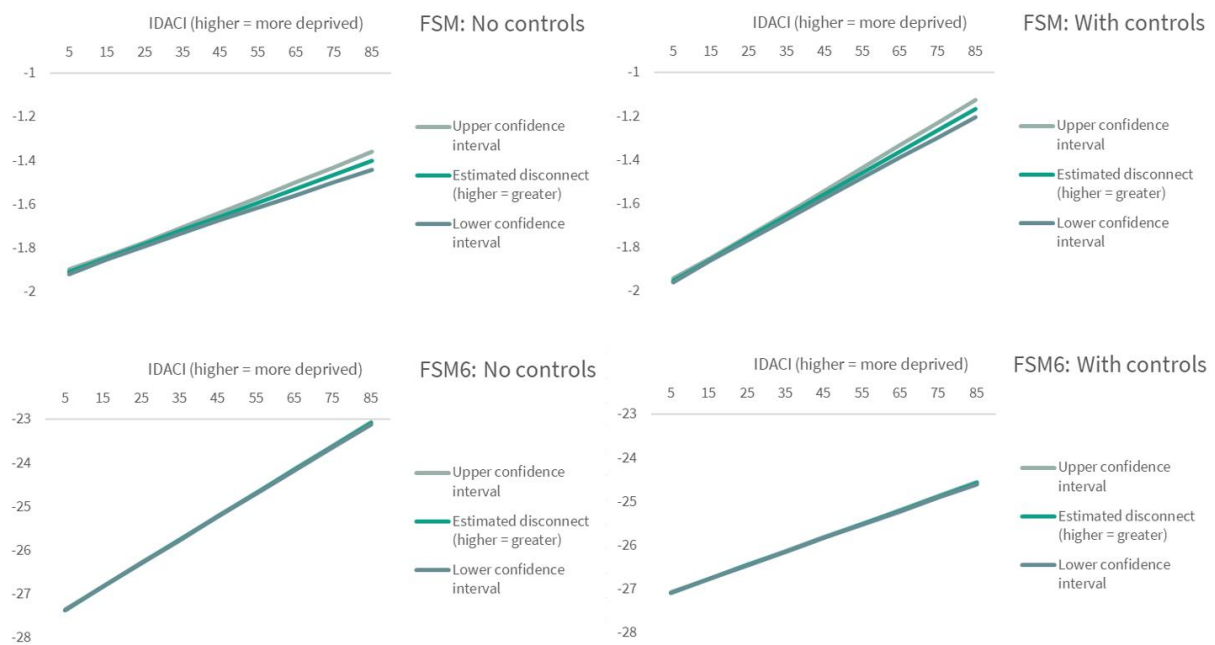 IDACI (higher = more deprived)
FSM: No controls
5 15 25 35 45 55 65 75 85
-1
-1.2
-1.4
-1.6
-1.8
-2
Upper confidence
interval
Estimated disconnect
(higher = greater)
Lower confidence
interval
IDACI (higher = more deprived)
FSM: With controls
5 15 25 35 45 55 65 75 85
-1
-1.2
-1.4
-1.6
-1.8
-2
Upper confidence
interval
Estimated disconnect
(higher = greater)
Lower confidence
interval
IDACI (higher = more deprived)
FSM6: No controls
5 15 25 35 45 55 65 75 85
-23
-24
-25
-26
-27
-28
Upper confidence
interval
Estimated disconnect
(higher = greater)
Lower confidence
interval
IDACI (higher = more deprived)
FSM6: With controls
5 15 25 35 45 55 65 75 85
-23
-24
-25
-26
-27
-28
Upper confidence
interval
Estimated disconnect
(higher = greater)
Lower confidence
interval